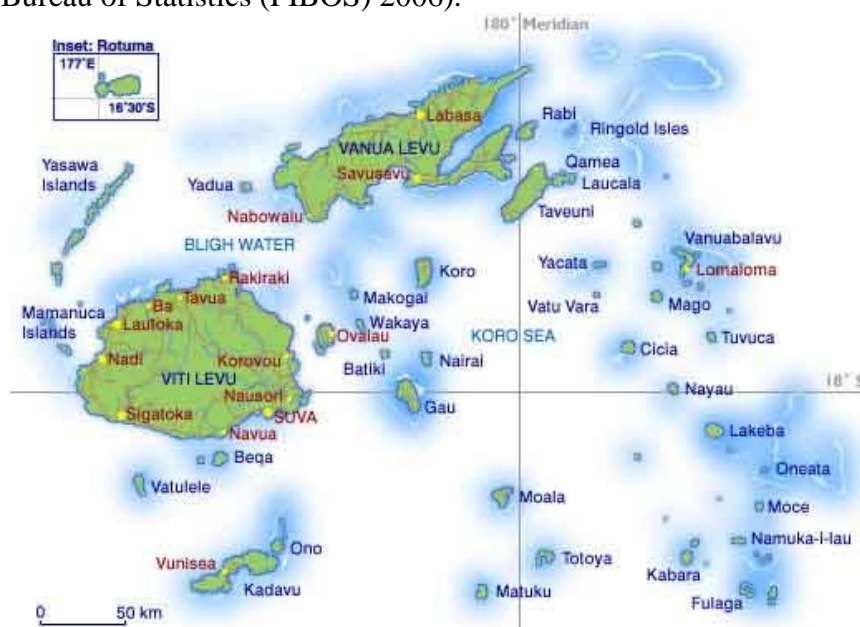 Bureau of Statistics (FIBOS) 2006).
180° Meridian
Inset: Rotuma
177°E
16°30'S
Labasa
Rabi
Ringold Isles
VANUA LEVU
Yasawa
Islands
Yadua
Savusavu
Qamea
Laucala
Nabowalu
Taveuni
BLIGH WATER
Vanuabalavu
Rakiraki
Koro
Yacata
Lomaloma
Tavua
Makogai
Ba
Vatu Vara
Mago
Mamanuca
Islands
Lautoka
Wakaya
Ovalau
KORO SEA
Tuvuca
Cicia
Nadi
Korovou
Batiki
Nairai
VITI LEVU
18° S
Nausori
Nayau
Sigatoka
SUVA
Gau
Navua
Lakeba
Beqa
Oneata
Vatulele
Moala
Moce
Ono
Namuka-i-lau
Vunisea
Totoya
Kabara
Kadavu
Matuku
Fulaga
0
50 km